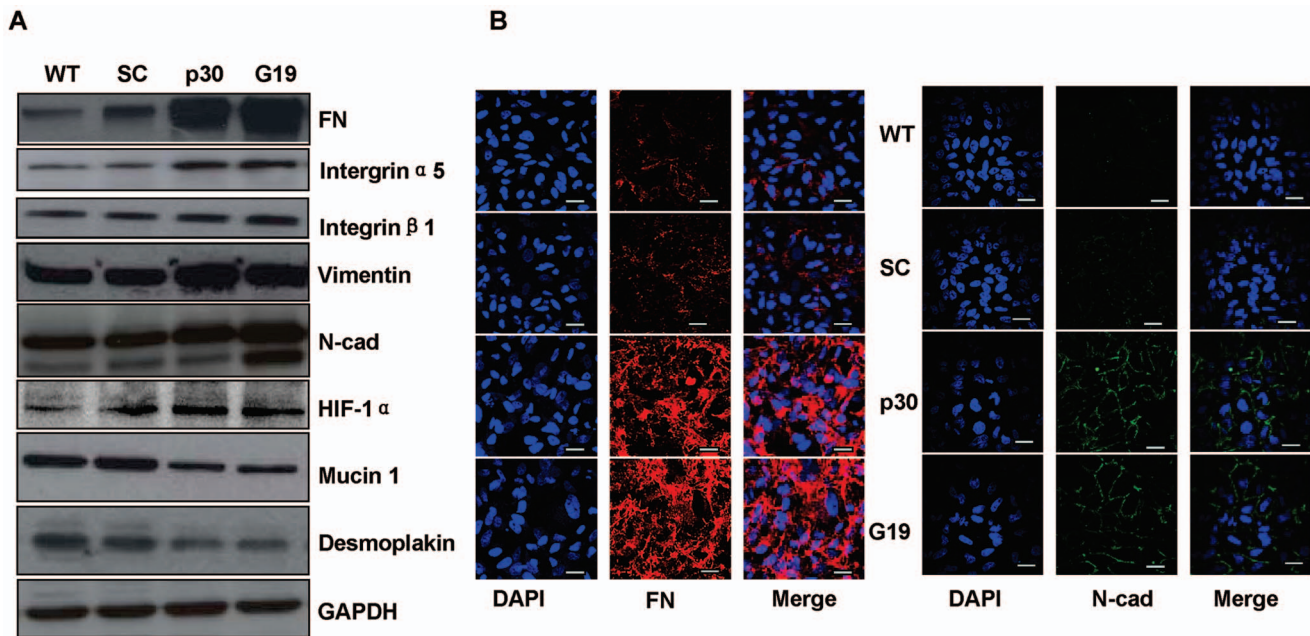 A
B
WT SC p30 G19
FN
Intergrin α 5
Integrin β 1
Vimentin
N-cad
HIF-1 α
Mucin 1
Desmoplakin
GAPDH
WT
SC
p30
G19
DAPI FN Merge
DAPI N-cad Merge